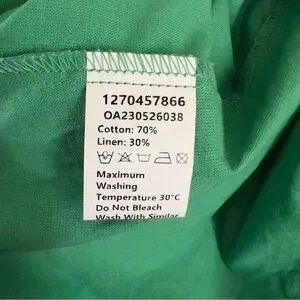 1270457866
OA230526038
Cotton: 70%
Linen: 30%
Maximum
Washing
Temperature 30°C
Do Not Bleach
Wash With Similar